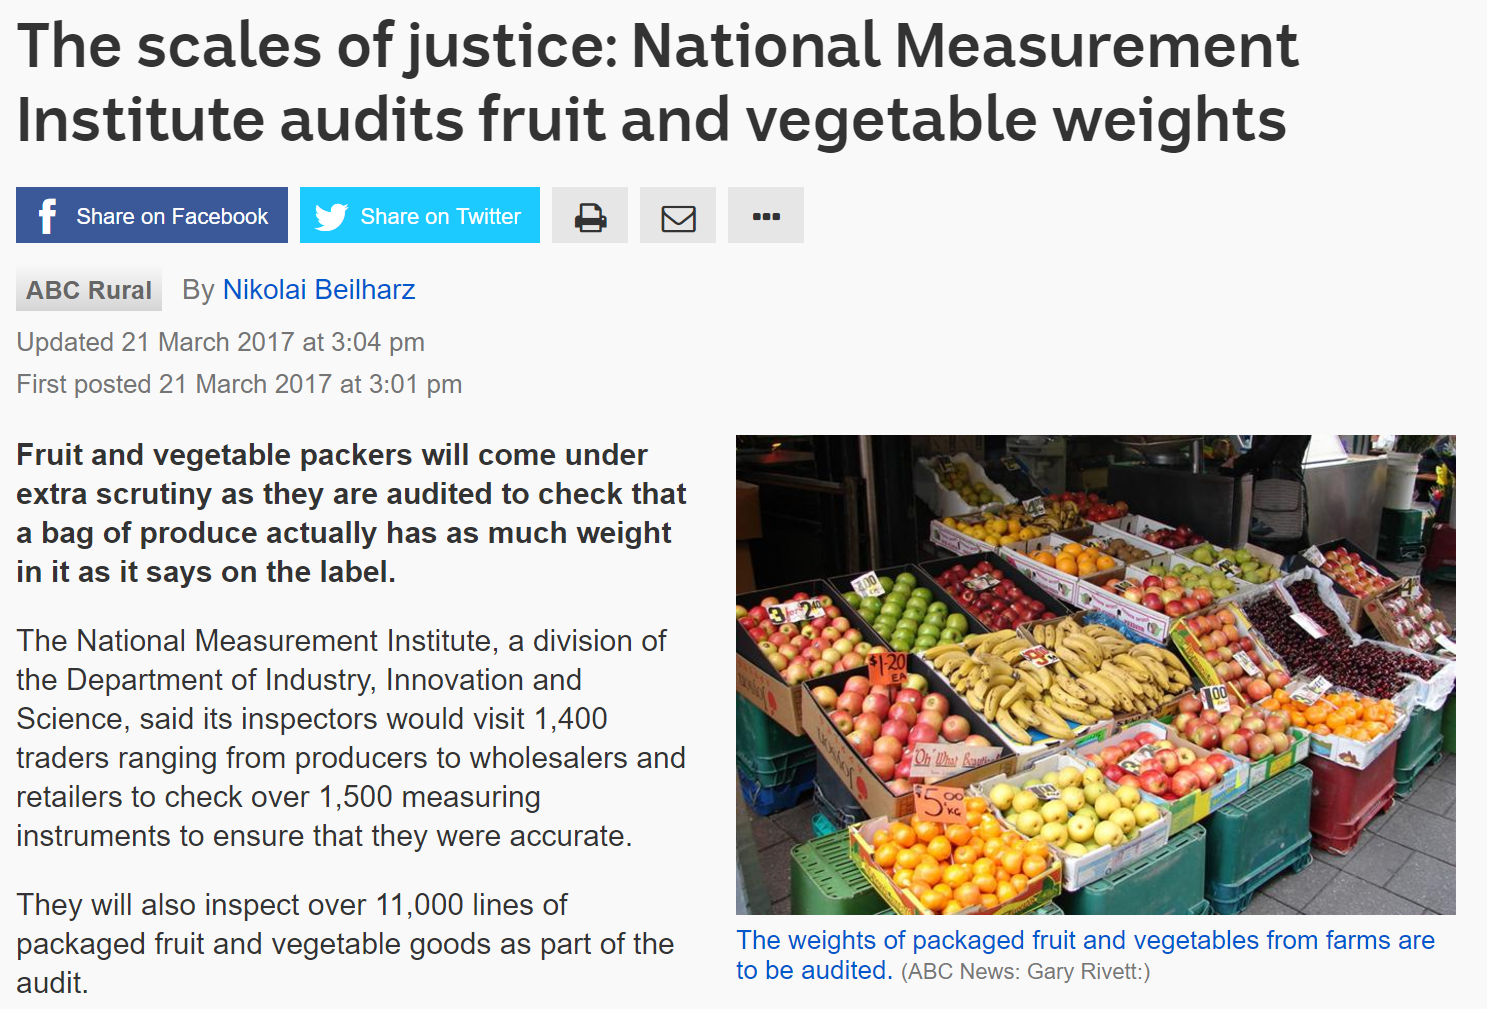 The scales of justice: National Measurement
Institute audits fruit and vegetable weights
Share on Facebook
Share on Twitter
ABC Rural By Nikolai Beilharz
Updated 21 March 2017 at 3:04 pm
First posted 21 March 2017 at 3:01 pm
Fruit and vegetable packers will come under
extra scrutiny as they are audited to check that
a bag of produce actually has as much weight
in it as it says on the label.
The National Measurement Institute, a division of
the Department of Industry, Innovation and
Science, said its inspectors would visit 1,400
traders ranging from producers to wholesalers and
retailers to check over 1,500 measuring
instruments to ensure that they were accurate.
They will also inspect over 11,000 lines of
packaged fruit and vegetable goods as part of the
audit.
$1-20
EA
Oh What
$5 00
KG
The weights of packaged fruit and vegetables from farms are
to be audited. (ABC News: Gary Rivett:)